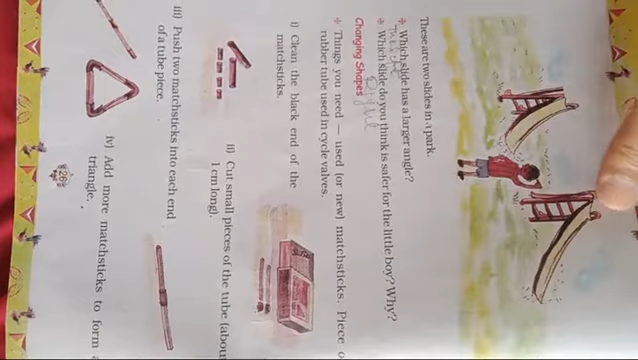 These are two slides in a park.
✣ Which slide has a larger angle?
✣ Which slide do you think is safer for the little boy? Why?
Right
Changing Shapes
✣ Things you need — used (or new) matchsticks. Piece o
rubber tube used in cycle valves.
i) Clean the black end of the
matchsticks.
ii) Cut small pieces of the tube (about
1 cm long).
iii) Push two matchsticks into each end
of a tube piece.
iv) Add more matchsticks to form a
triangle.
26